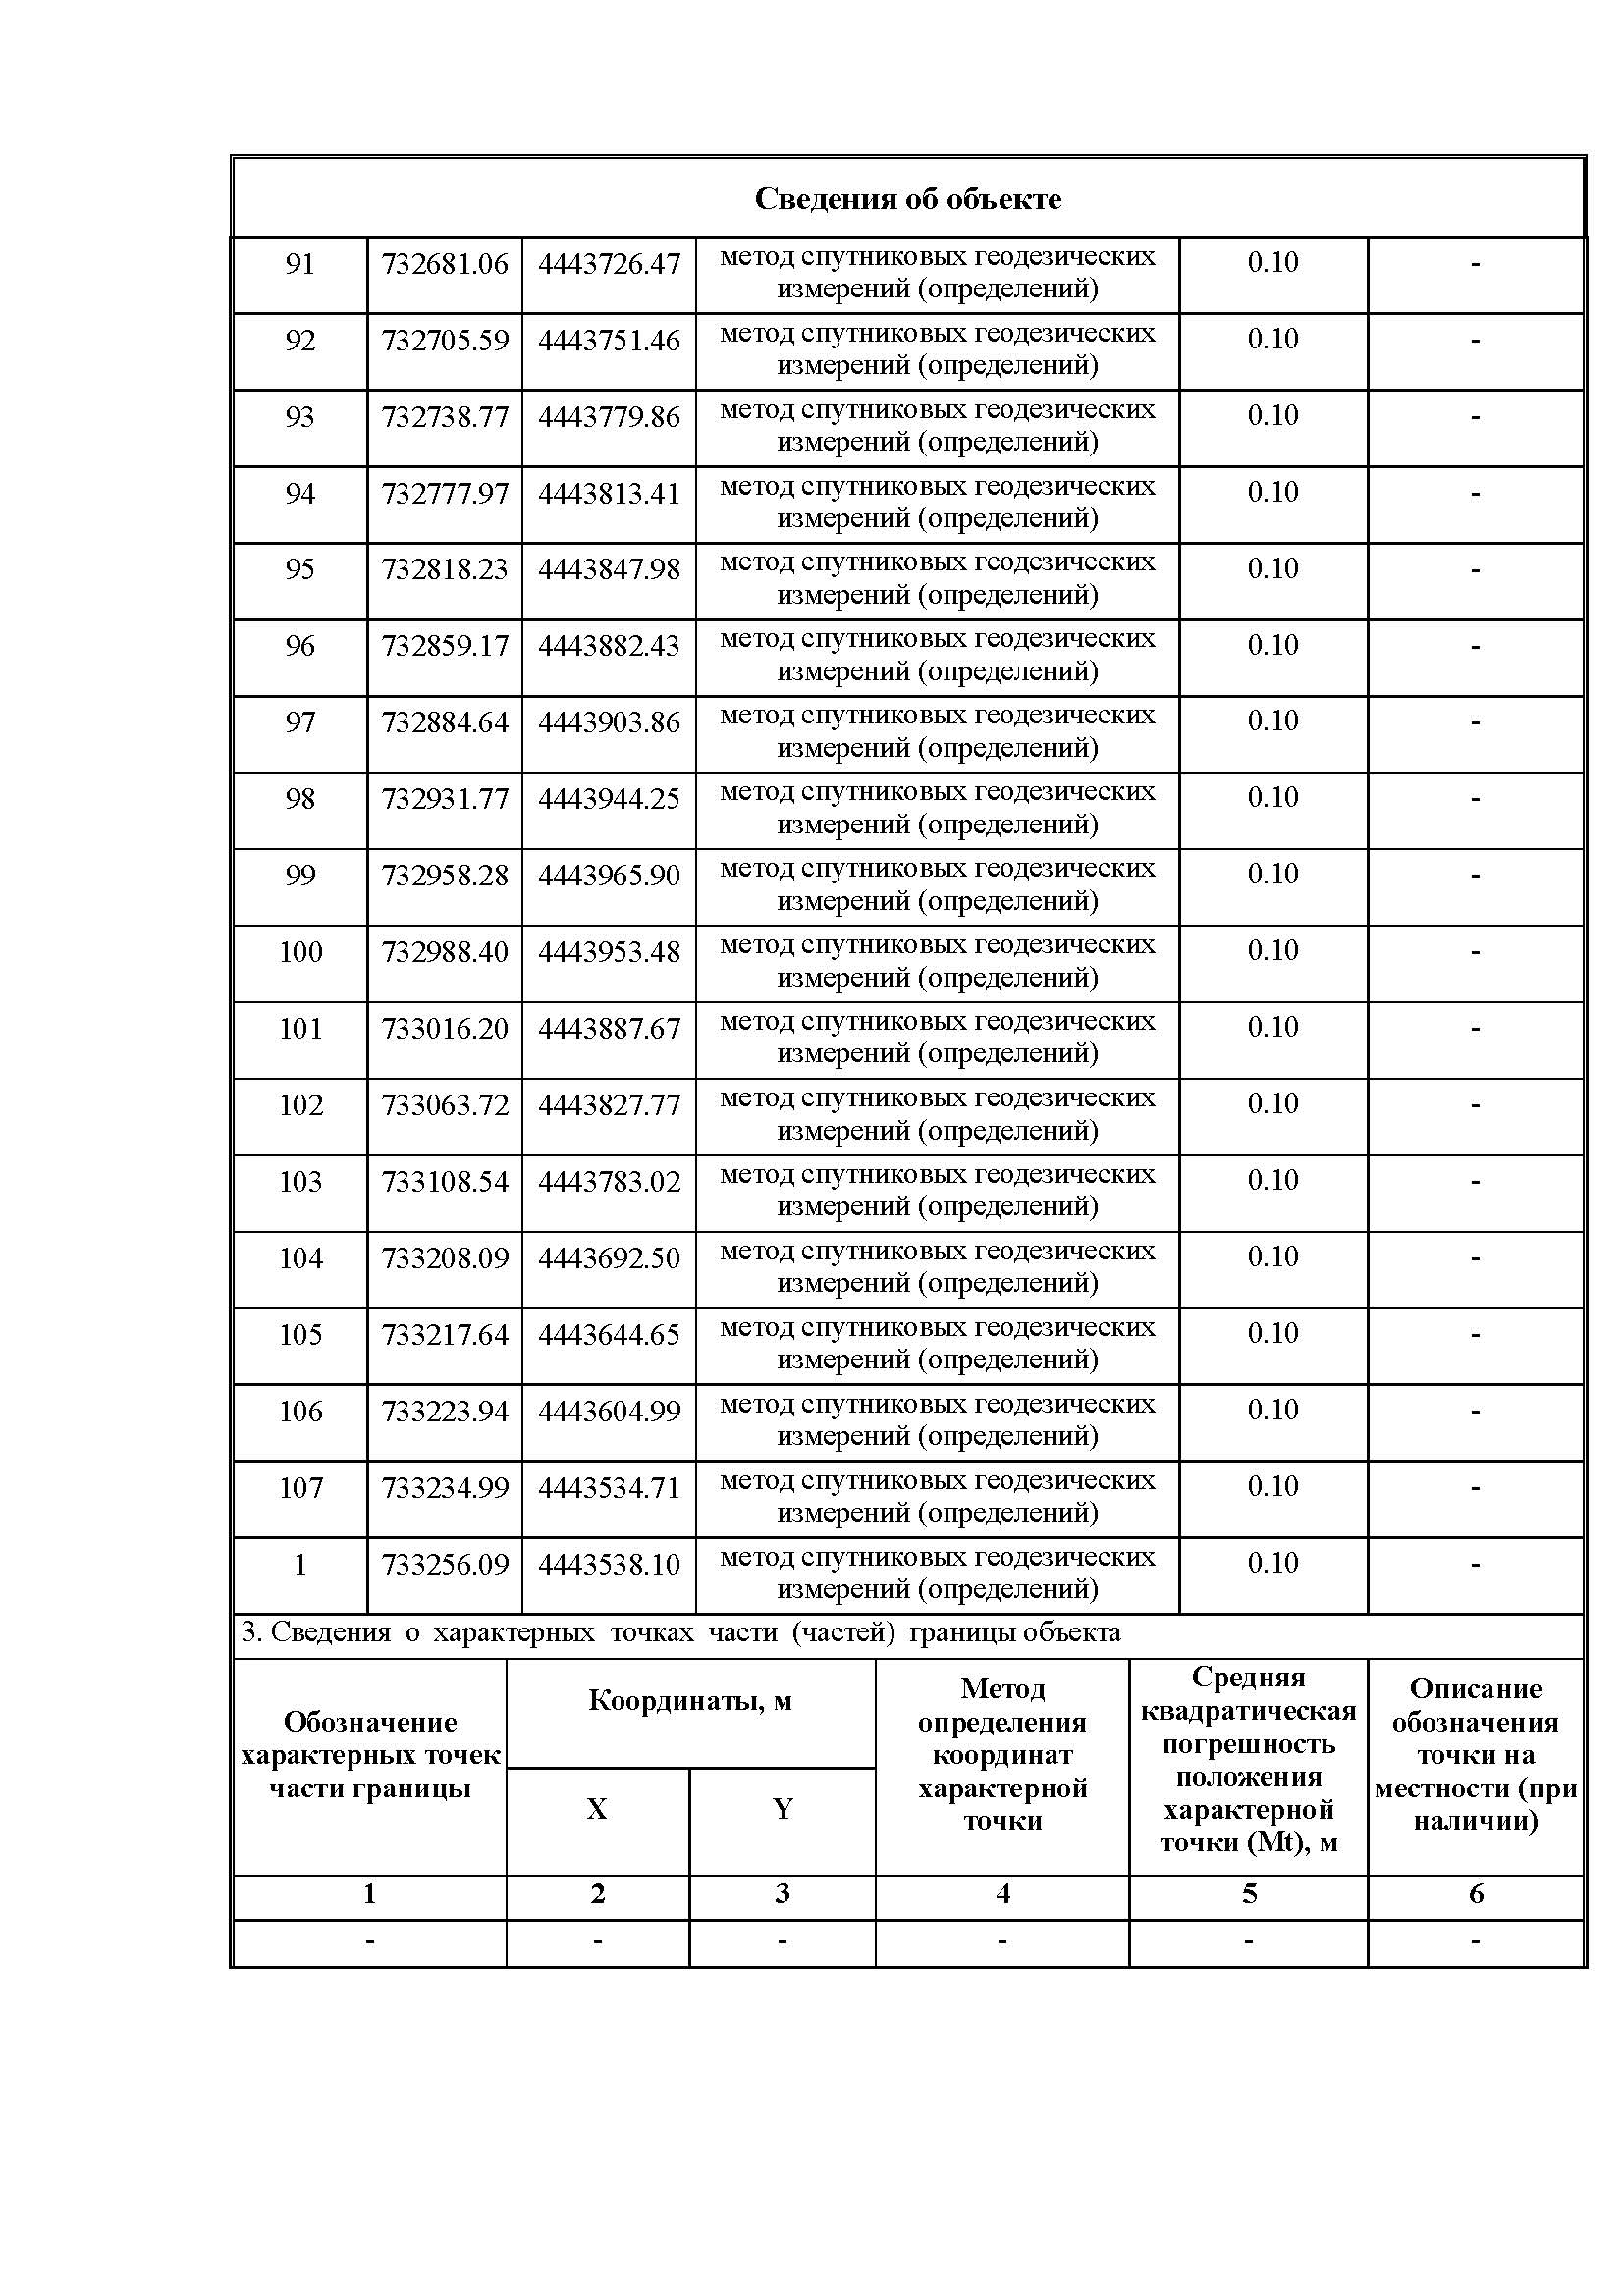 Сведения об объекте
91 732681.06 4443726.47 метод спутниковых геодезических измерений (определений) 0.10 -
92 732705.59 4443751.46 метод спутниковых геодезических измерений (определений) 0.10 -
93 732738.77 4443779.86 метод спутниковых геодезических измерений (определений) 0.10 -
94 732777.97 4443813.41 метод спутниковых геодезических измерений (определений) 0.10 -
95 732818.23 4443847.98 метод спутниковых геодезических измерений (определений) 0.10 -
96 732859.17 4443882.43 метод спутниковых геодезических измерений (определений) 0.10 -
97 732884.64 4443903.86 метод спутниковых геодезических измерений (определений) 0.10 -
98 732931.77 4443944.25 метод спутниковых геодезических измерений (определений) 0.10 -
99 732958.28 4443965.90 метод спутниковых геодезических измерений (определений) 0.10 -
100 732988.40 4443953.48 метод спутниковых геодезических измерений (определений) 0.10 -
101 733016.20 4443887.67 метод спутниковых геодезических измерений (определений) 0.10 -
102 733063.72 4443827.77 метод спутниковых геодезических измерений (определений) 0.10 -
103 733108.54 4443783.02 метод спутниковых геодезических измерений (определений) 0.10 -
104 733208.09 4443692.50 метод спутниковых геодезических измерений (определений) 0.10 -
105 733217.64 4443644.65 метод спутниковых геодезических измерений (определений) 0.10 -
106 733223.94 4443604.99 метод спутниковых геодезических измерений (определений) 0.10 -
107 733234.99 4443534.71 метод спутниковых геодезических измерений (определений) 0.10 -
1 733256.09 4443538.10 метод спутниковых геодезических измерений (определений) 0.10 -
3. Сведения о характерных точках части (частей) границы объекта
Обозначение
характерных точек
части границы
Координаты, м
X
Y
Метод
определения
координат
характерной
точки
Средняя
квадратическая
погрешность
положения
характерной
точки (Mt), м
Описание
обозначения
точки на
местности (при
наличии)
1 2 3 4 5 6
- - - - - -